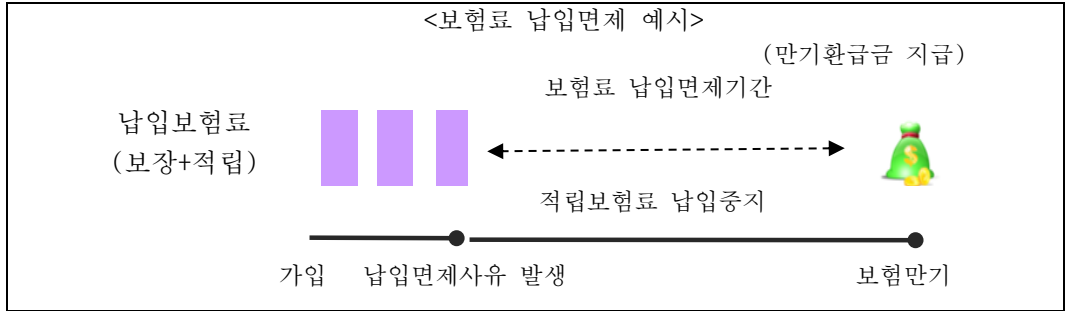 <보험료 납입면제 예시>
(만기환급금 지급)
보험료 납입면제기간
납입보험료
(보장+적립)
적립보험료 납입중지
가입 납입면제사유 발생 보험만기